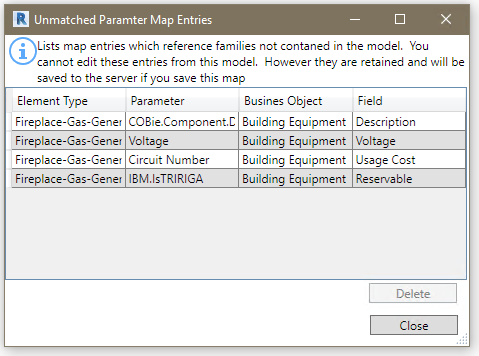 Unmatched Paramter Map Entries
Lists map entries which reference families not contaned in the model. You
cannot edit these entries from this model. However they are retained and will be
saved to the server if you save this map
Element Type Parameter Busines Object Field
Fireplace-Gas-Gener COBie.Component.D Building Equipment Description
Fireplace-Gas-Gener Voltage Building Equipment Voltage
Fireplace-Gas-Gener Circuit Number Building Equipment Usage Cost
Fireplace-Gas-Gener IBM.IsTRIRIGA Building Equipment Reservable
Delete
Close